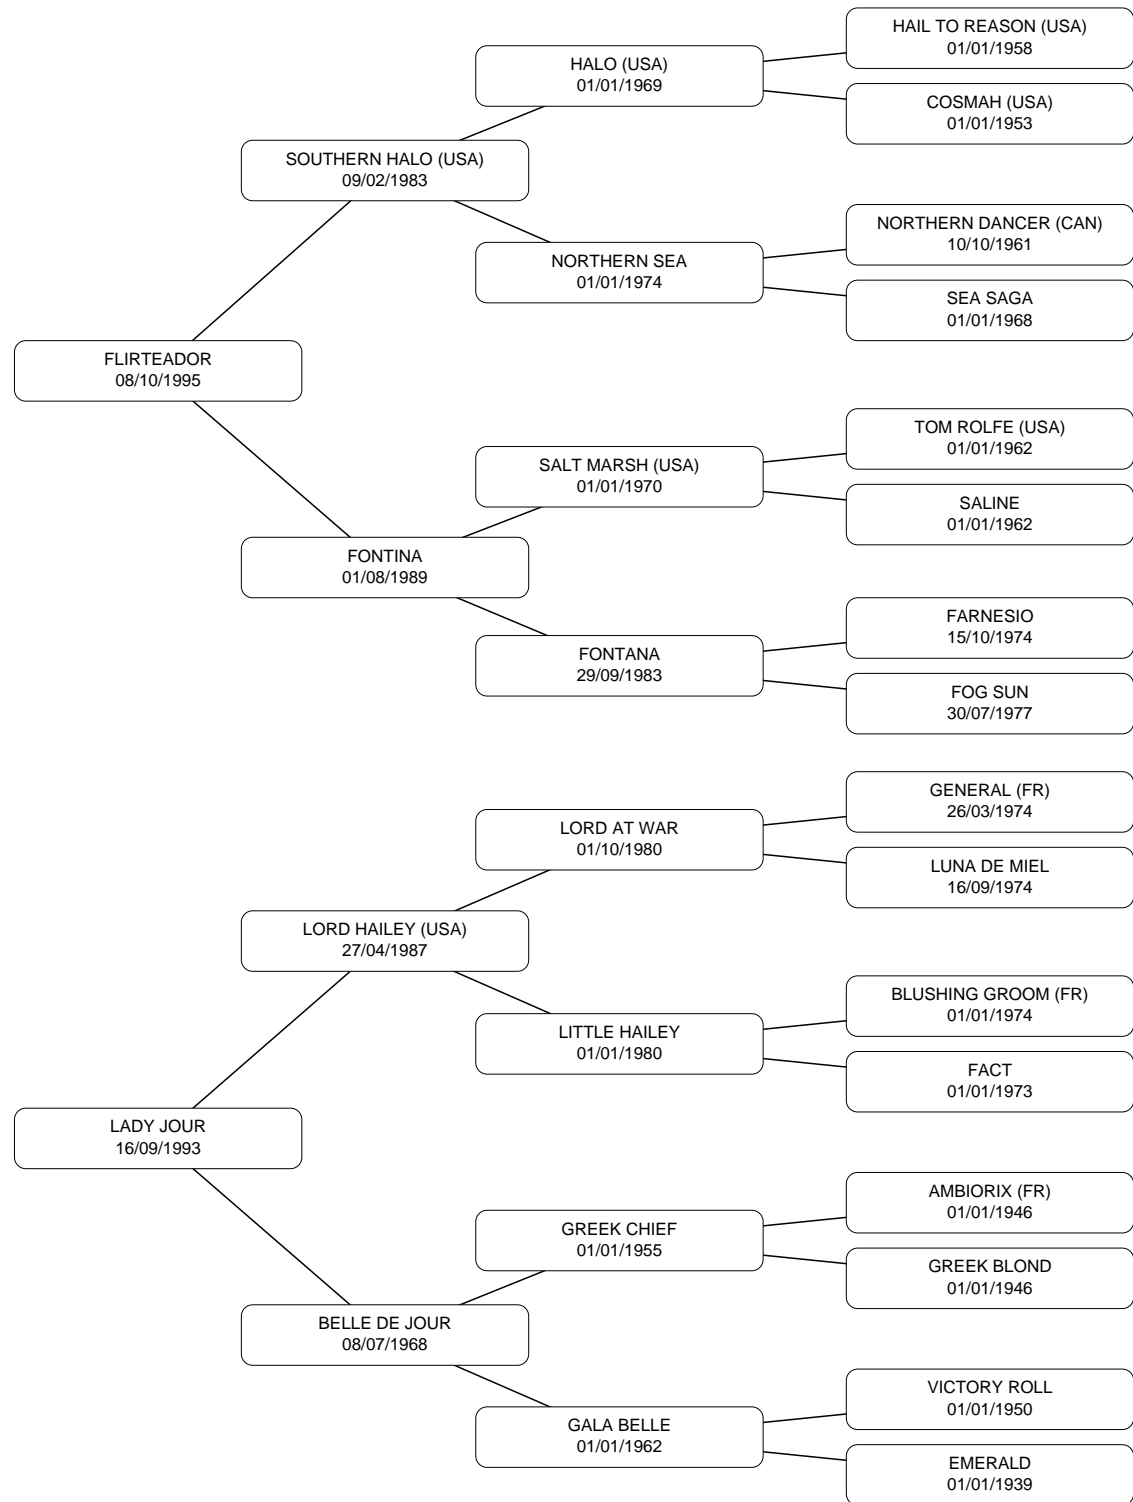 HAIL TO REASON (USA)
01/01/1958
HALO (USA)
01/01/1969
COSMAH (USA)
01/01/1953
SOUTHERN HALO (USA)
09/02/1983
NORTHERN DANCER (CAN)
10/10/1961
NORTHERN SEA
01/01/1974
SEA SAGA
01/01/1968
FLIRTEADOR
08/10/1995
TOM ROLFE (USA)
01/01/1962
SALT MARSH (USA)
01/01/1970
SALINE
01/01/1962
FONTINA
01/08/1989
FARNESIO
15/10/1974
FONTANA
29/09/1983
FOG SUN
30/07/1977
GENERAL (FR)
26/03/1974
LORD AT WAR
01/10/1980
LUNA DE MIEL
16/09/1974
LORD HAILEY (USA)
27/04/1987
BLUSHING GROOM (FR)
01/01/1974
LITTLE HAILEY
01/01/1980
FACT
01/01/1973
LADY JOUR
16/09/1993
AMBIORIX (FR)
01/01/1946
GREEK CHIEF
01/01/1955
GREEK BLOND
01/01/1946
BELLE DE JOUR
08/07/1968
VICTORY ROLL
01/01/1950
GALA BELLE
01/01/1962
EMERALD
01/01/1939